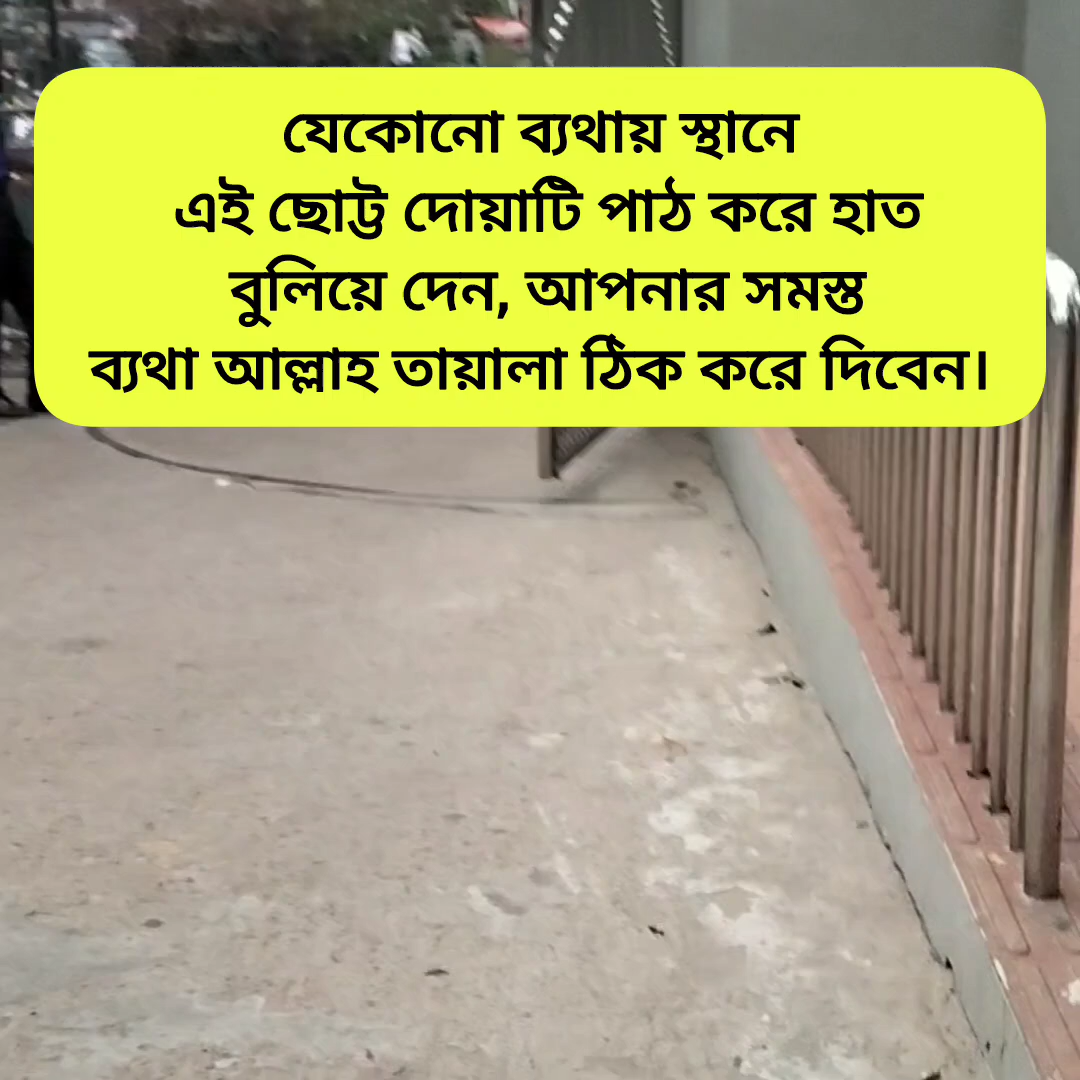 যেকোনো ব্যথায় স্থানে
এই ছোট্ট দোয়াটি পাঠ করে হাত
বুলিয়ে দেন, আপনার সমস্ত
ব্যথা আল্লাহ তায়ালা ঠিক করে দিবেন।